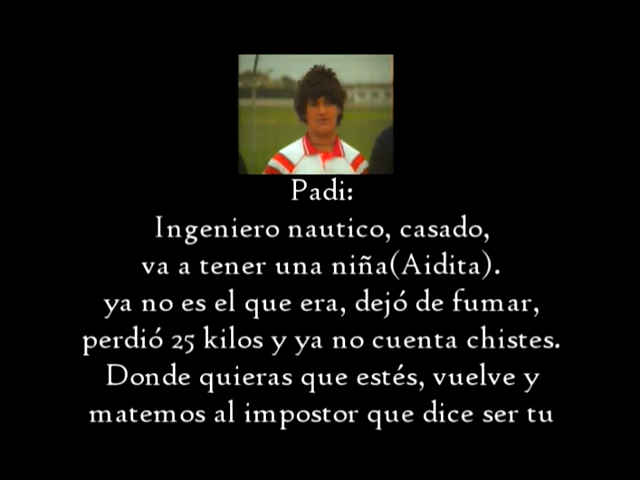 Padi:
Ingeniero nautico, casado,
va a tener una niña(Aidita).
ya no es el que era, dejó de fumar,
perdió 25 kilos y ya no cuenta chistes.
Donde quieras que estés, vuelve y
matemos al impostor que dice ser tu